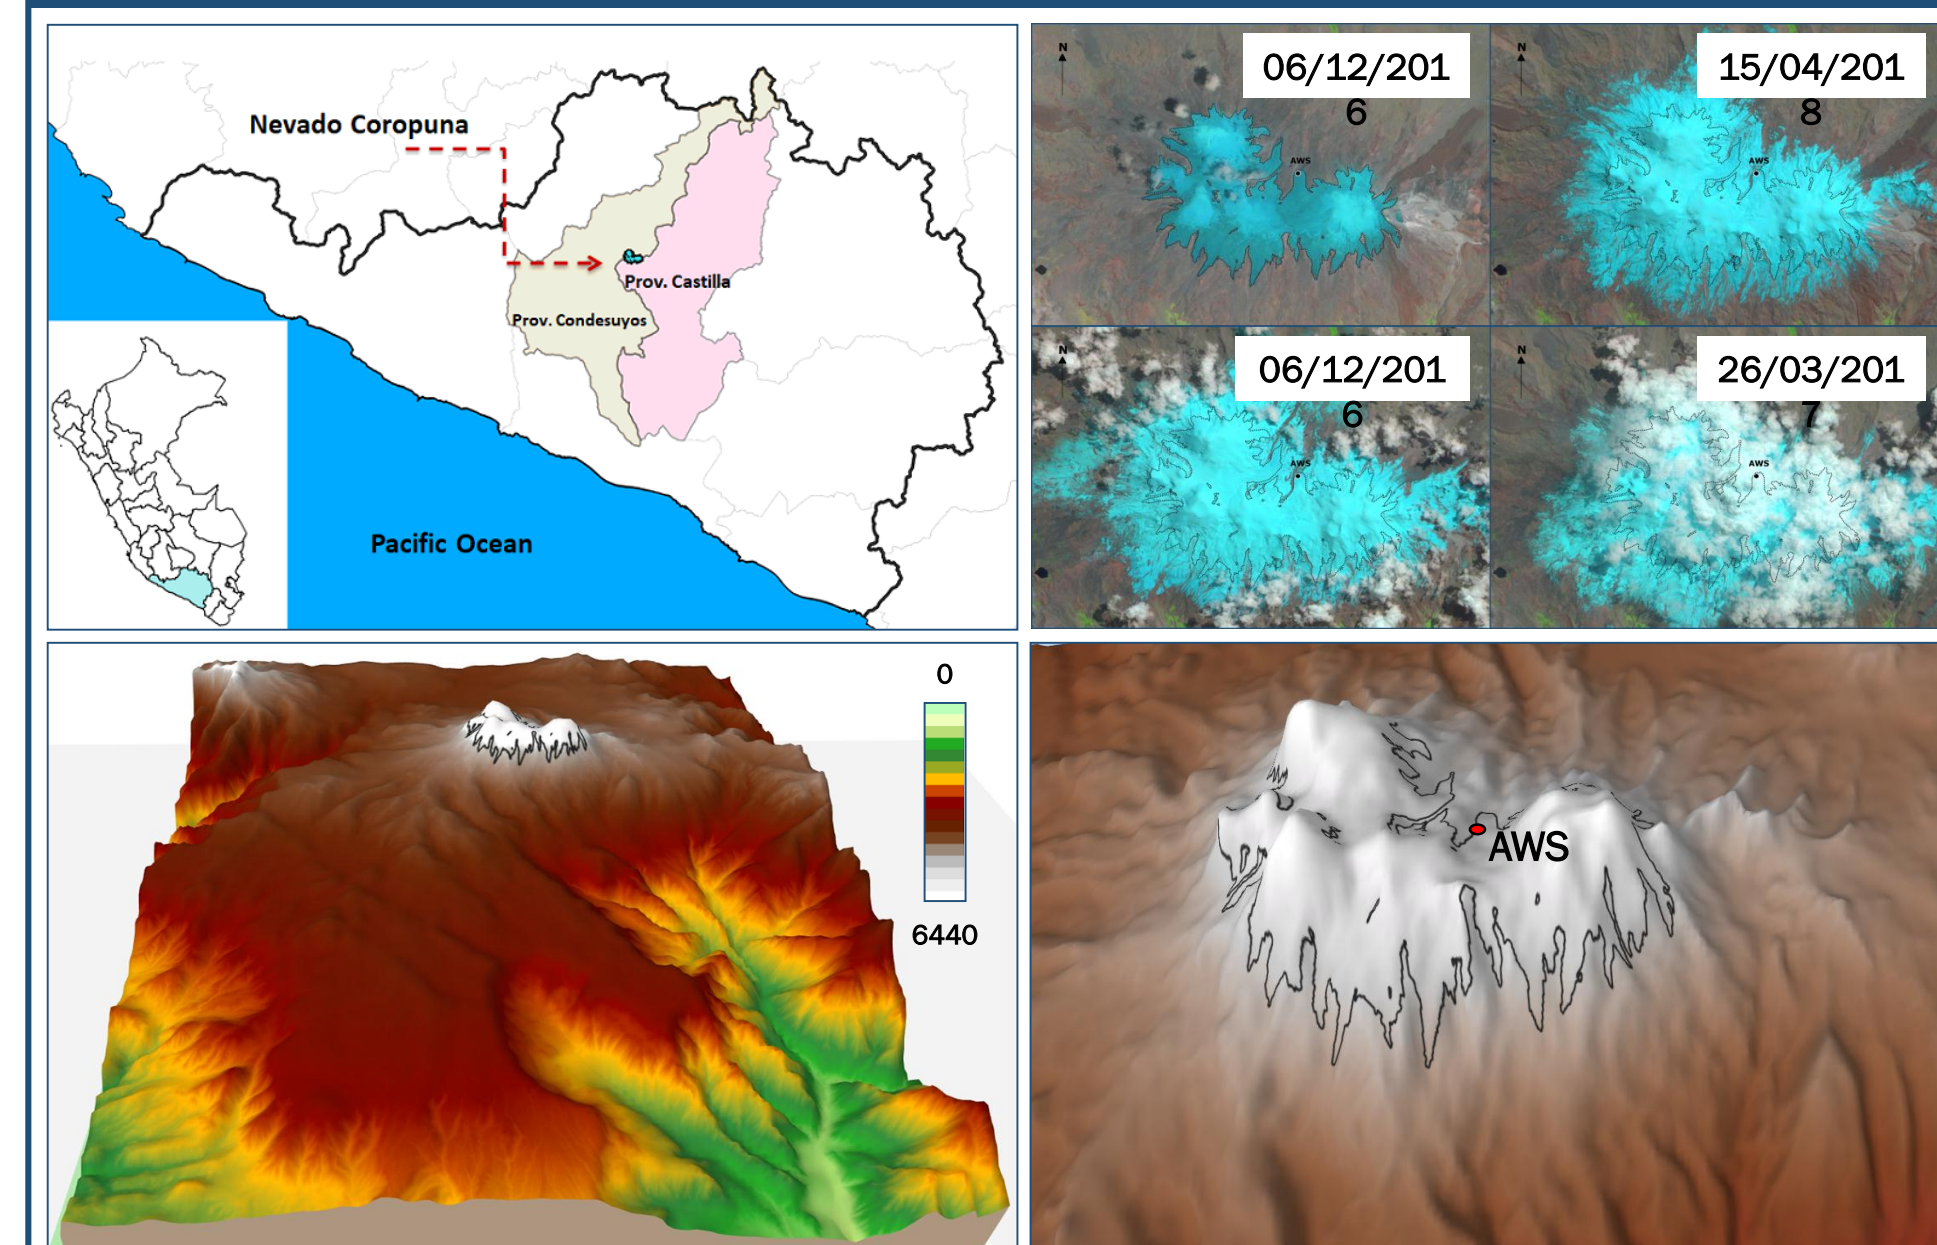 Nevado Coropuna
Prov. Castilla
Prov. Condesuyos
Pacific Ocean
N
06/12/201
6
AWS
N
15/04/201
8
AWS
N
06/12/201
6
AWS
N
26/03/201
7
AWS
0
6440
AWS